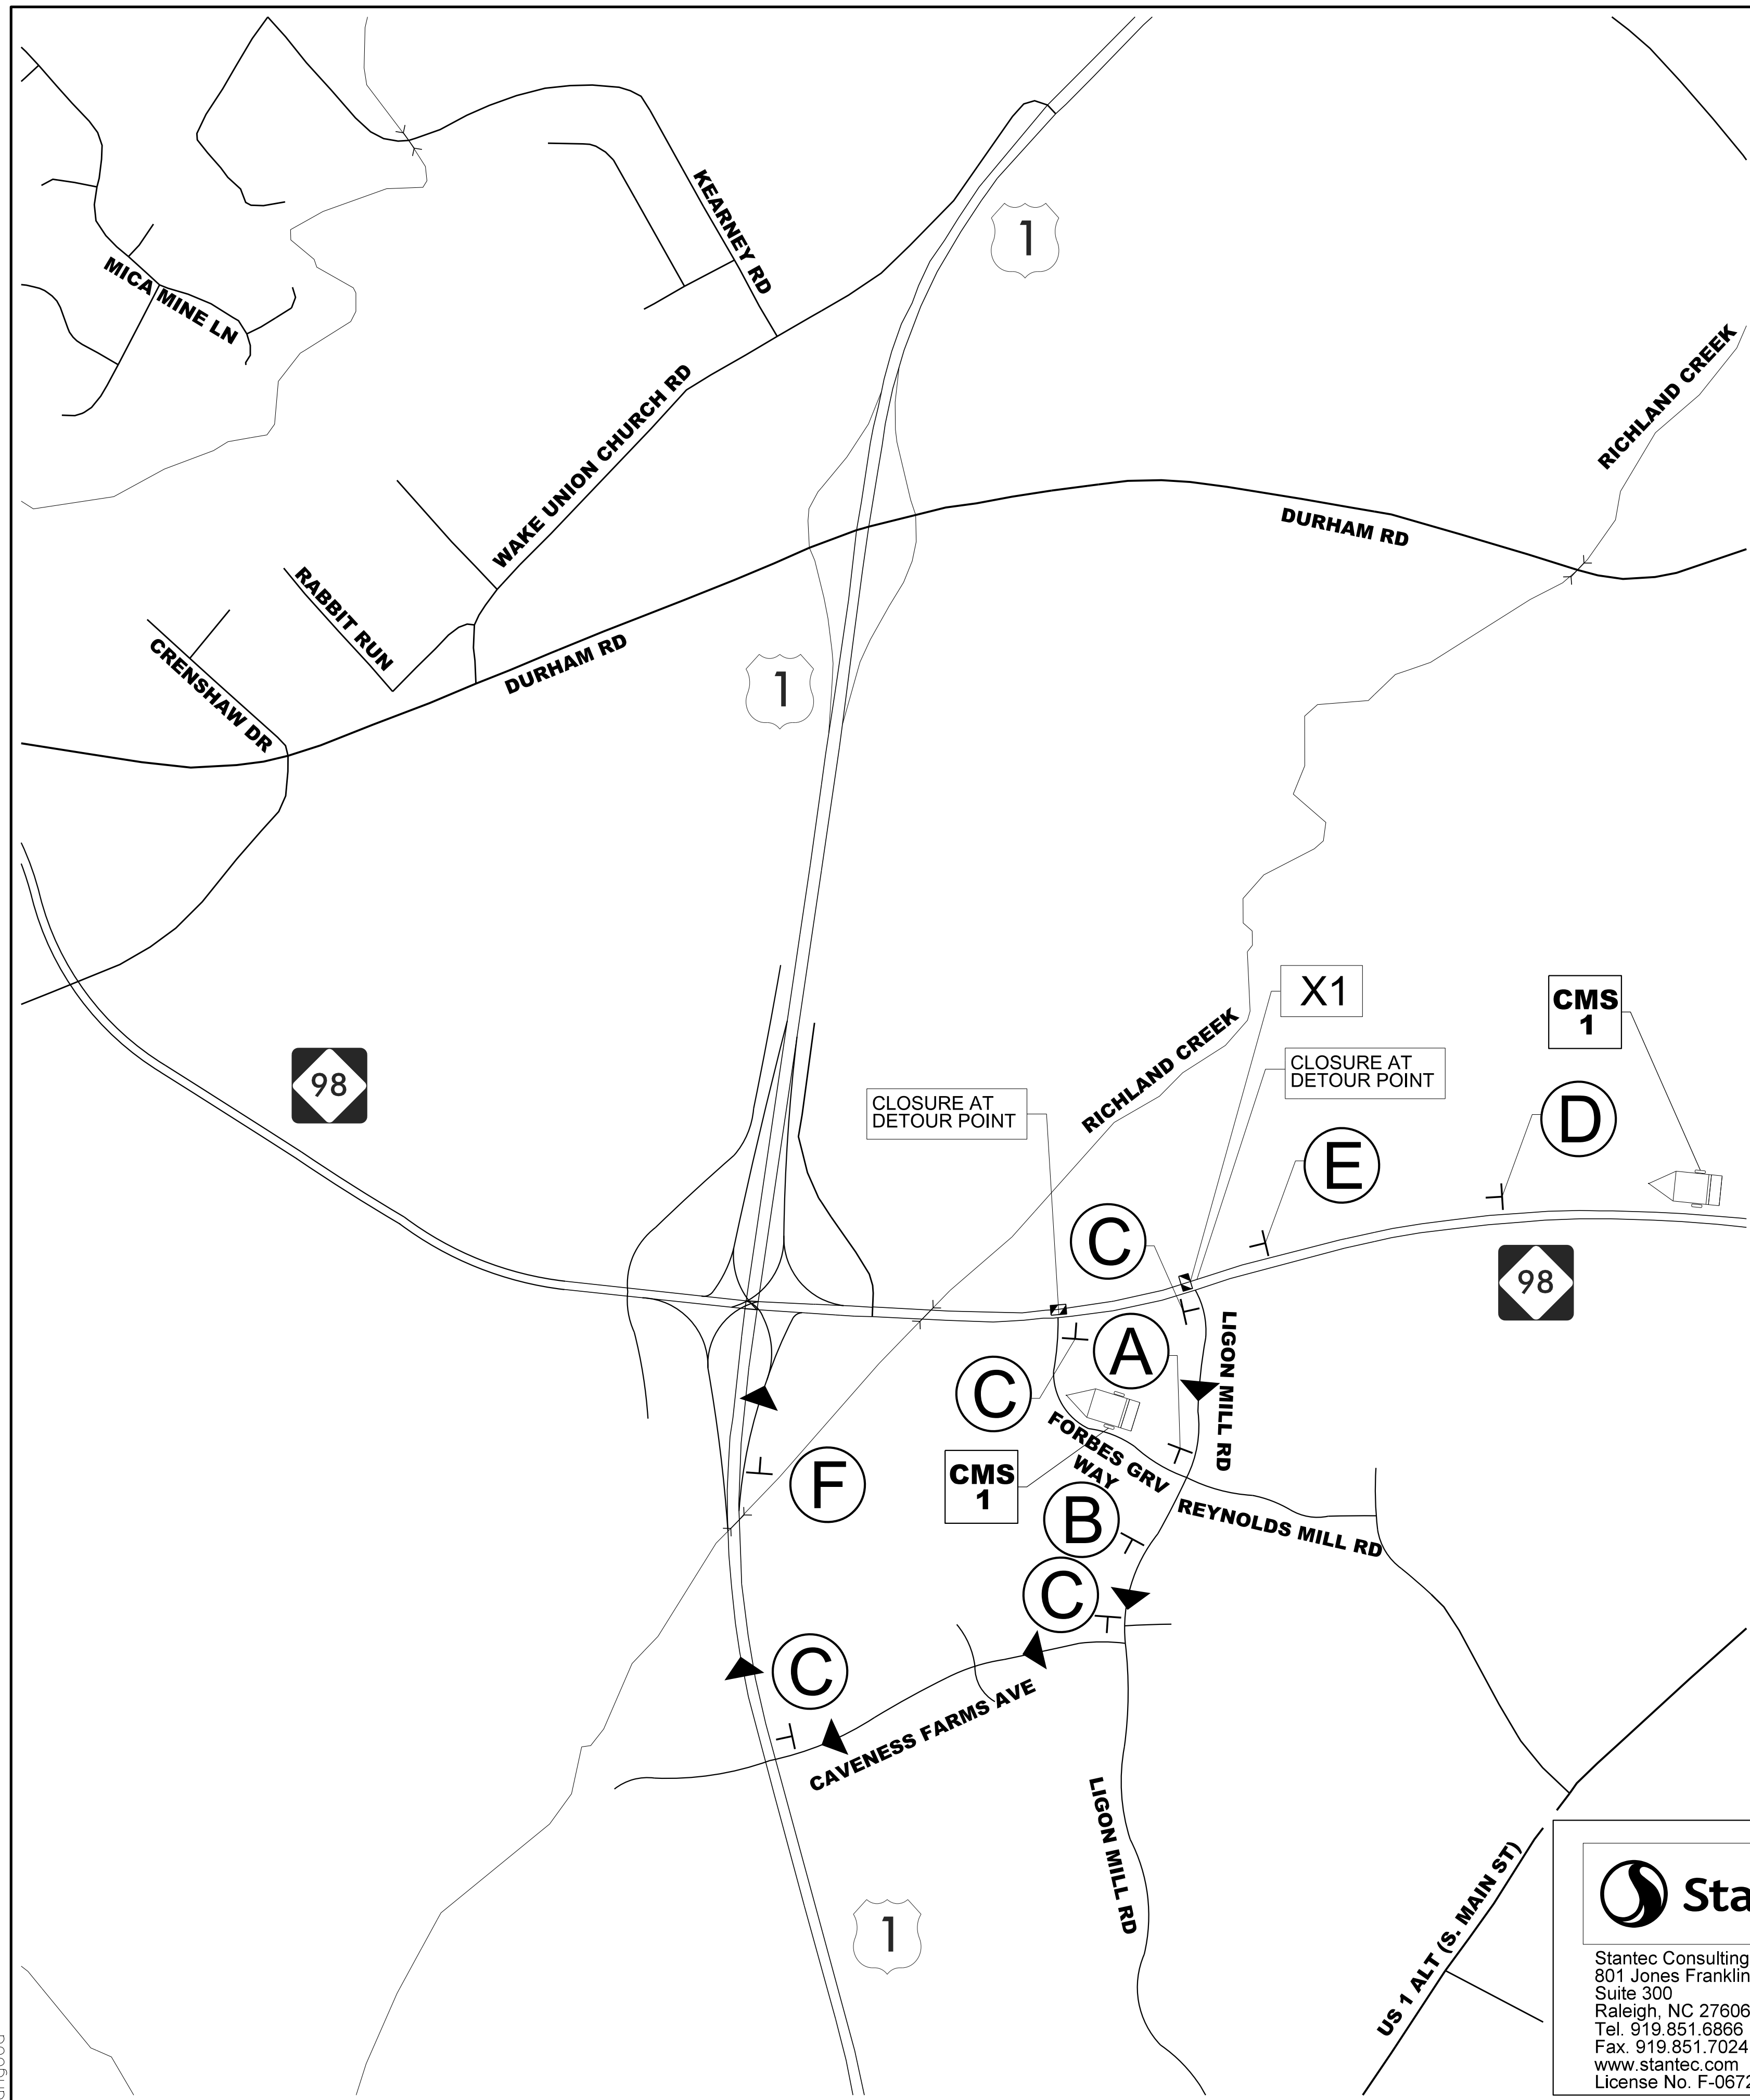 KEARNEY RD
1
MICA MINE LN
RICHLAND CREEK
WAKE UNION CHURCH RD
DURHAM RD
RABBIT RUN
DURHAM RD
CRENSHAW DR
1
X1
CMS
1
RICHLAND CREEK
98
CLOSURE AT
DETOUR POINT
CLOSURE AT
DETOUR POINT
D
E
C
98
A
C
LIGON MILL RD
FORBES GRV
WAY
CMS
1
F
B
REYNOLDS MILL RD
C
C
CAVENESS FARMS AVE
LIGON MILL RD
1
US 1 ALT (S. MAIN ST)
Sta
Stantec Consulting
801 Jones Franklin
Suite 300
Raleigh, NC 27606
Tel. 919.851.6866
Fax. 919.851.7024
www.stantec.com
License No. F-0672